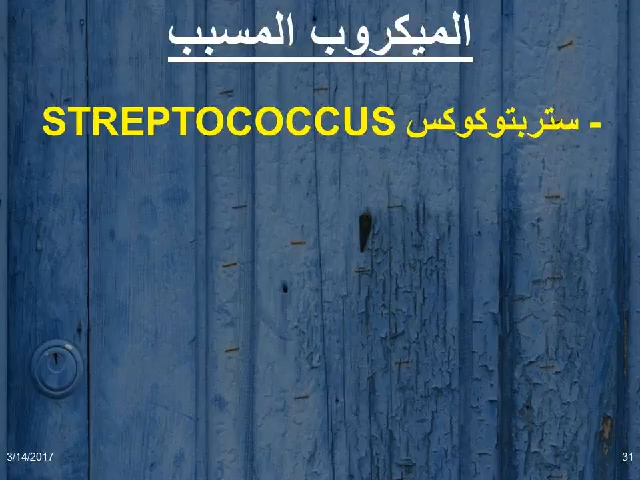 الميكروب المسبب
- ستربتوكوكس STREPTOCOCCUS
3/14/2017
31